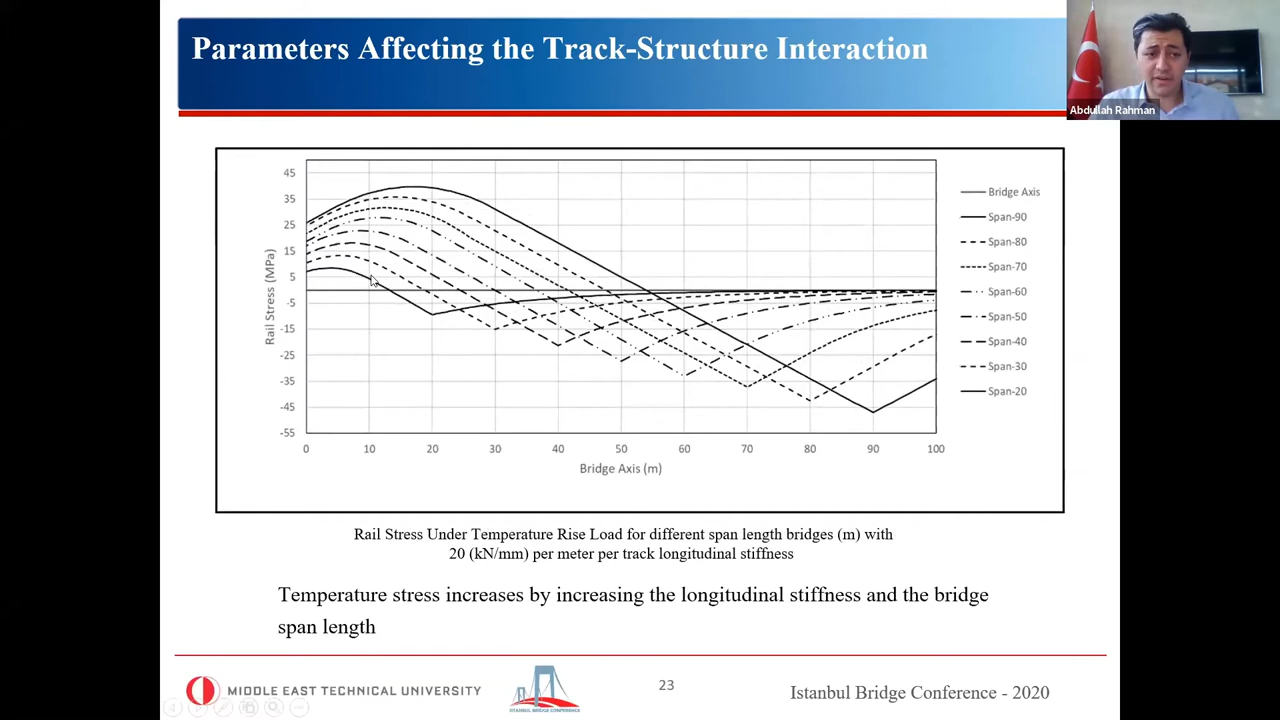 Parameters Affecting the Track-Structure Interaction
Abdullah Rahman
45
35
25
15
5
-5
-15
-25
-35
-45
-55
Rail Stress (MPa)
0 10 20 30 40 50 60 70 80 90 100
Bridge Axis (m)
Bridge Axis
Span-90
Span-80
Span-70
Span-60
Span-50
Span-40
Span-30
Span-20
Rail Stress Under Temperature Rise Load for different span length bridges (m) with
20 (kN/mm) per meter per track longitudinal stiffness
Temperature stress increases by increasing the longitudinal stiffness and the bridge
span length
MIDDLE EAST TECHNICAL UNIVERSITY
ISTANBUL BRIDGE CONFERENCE
23
Istanbul Bridge Conference - 2020